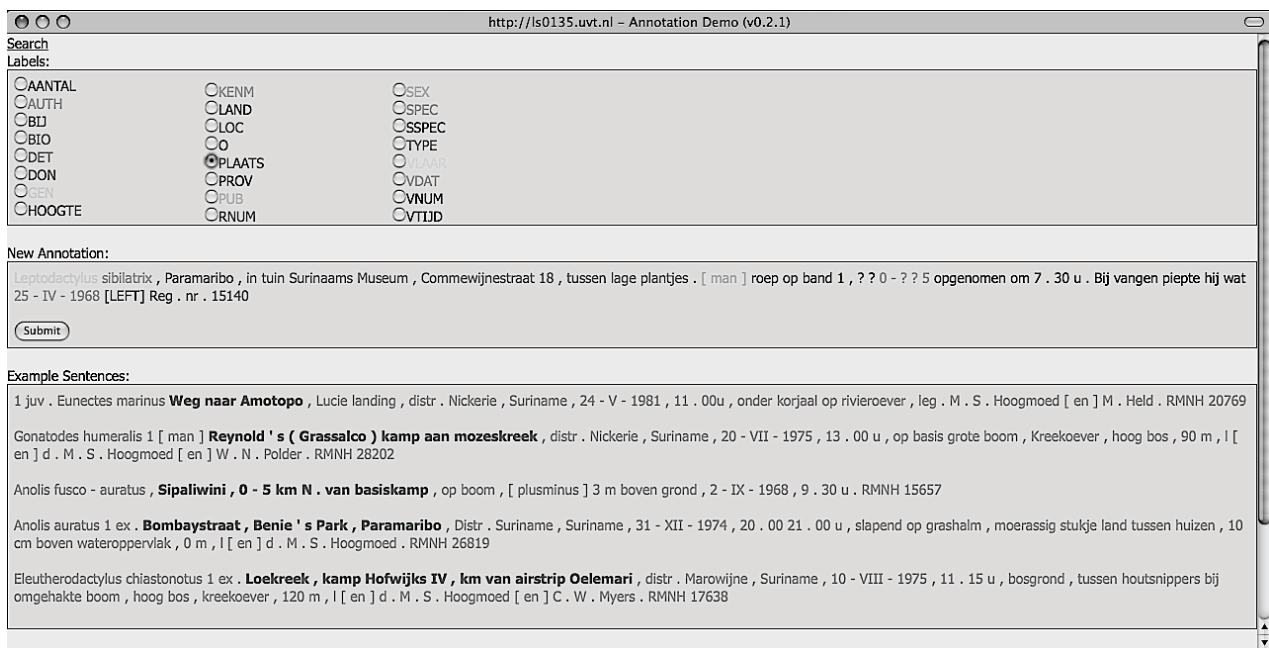 http://ls0135.uvt.nl – Annotation Demo (v0.2.1)
Search
Labels:
AANTAL
AUTH
BIJ
BIO
DET
DON
GEN
HOOGTE
KENM
LAND
LOC
O
PLAATS
PROV
PUB
RNUM
SEX
SPEC
SSPEC
TYPE
VLAAR
VDAT
VNUM
VTIJD
New Annotation:
Leptodactylus sibilatrix , Paramaribo , in tuin Surinaams Museum , Commewijnestraat 18 , tussen lage plantjes . [ man ] roep op band 1 , ? ? 0 - ? ? 5 opgenomen om 7 . 30 u . Bij vangen piepte hij wat
25 - IV - 1968 [LEFT] Reg . nr . 15140
Submit
Example Sentences:
1 juv . Eunectes marinus Weg naar Amotopo , Lucie landing , distr . Nickerie , Suriname , 24 - V - 1981 , 11 . 00u , onder korjaal op rivieroever , leg . M . S . Hoogmoed [ en ] M . Held . RMNH 20769
Gonatodes humeralis 1 [ man ] Reynold ' s ( Grassalco ) kamp aan mozeskreek , distr . Nickerie , Suriname , 20 - VII - 1975 , 13 . 00 u , op basis grote boom , Kreekoever , hoog bos , 90 m , l [
en ] d . M . S . Hoogmoed [ en ] W . N . Polder . RMNH 28202
Anolis fusco - auratus , Sipaliwini , 0 - 5 km N . van basiskamp , op boom , [ plusminus ] 3 m boven grond , 2 - IX - 1968 , 9 . 30 u . RMNH 15657
Anolis auratus 1 ex . Bombaystraat , Benie ' s Park , Paramaribo , Distr . Suriname , Suriname , 31 - XII - 1974 , 20 . 00 21 . 00 u , slapend op grashalm , moerassig stukje land tussen huizen , 10
cm boven wateroppervlak , 0 m , l [ en ] d . M . S . Hoogmoed . RMNH 26819
Eleutherodactylus chiastonotus 1 ex . Loekreek , kamp Hofwijks IV , km van airstrip Oelemari , distr . Marowijne , Suriname , 10 - VIII - 1975 , 11 . 15 u , bosgrond , tussen houtsnippers bij
omgehakte boom , hoog bos , kreekoever , 120 m , l [ en ] d . M . S . Hoogmoed [ en ] C . W . Myers . RMNH 17638